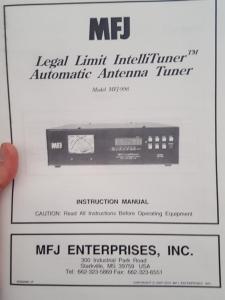 MFJ
Legal Limit IntelliTuner™
Automatic Antenna Tuner
Model MFJ-998
MFJ
INSTRUCTION MANUAL
CAUTION: Read All Instructions Before Operating Equipment
MFJ ENTERPRISES, INC.
300 Industrial Park Road
Starkville, MS 39759 USA
Tel: 662-323-5869 Fax: 662-323-6551